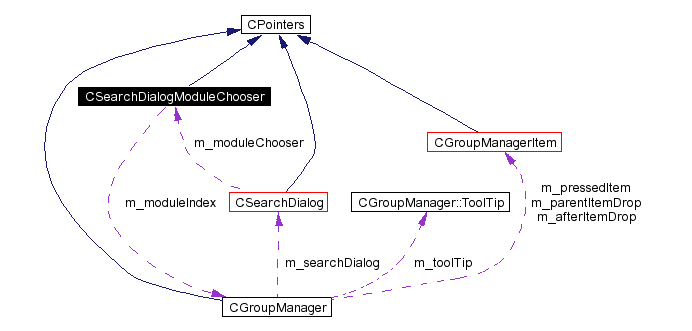 CPointers
CSearchDialogModuleChooser
m_moduleChooser
CGroupManagerItem
m_moduleIndex
CSearchDialog
CGroupManager::ToolTip
m_pressedItem
m_parentItemDrop
m_afterItemDrop
m_searchDialog
m_toolTip
CGroupManager